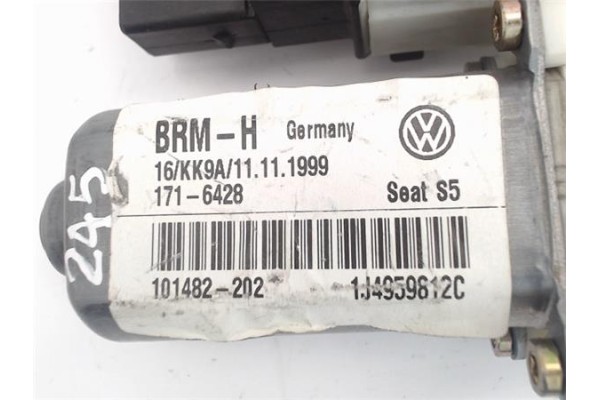 BRM-H Germany
16/KK9A/11.11.1999
171-6428 Seat S5
101482-202 1J4959812C
245